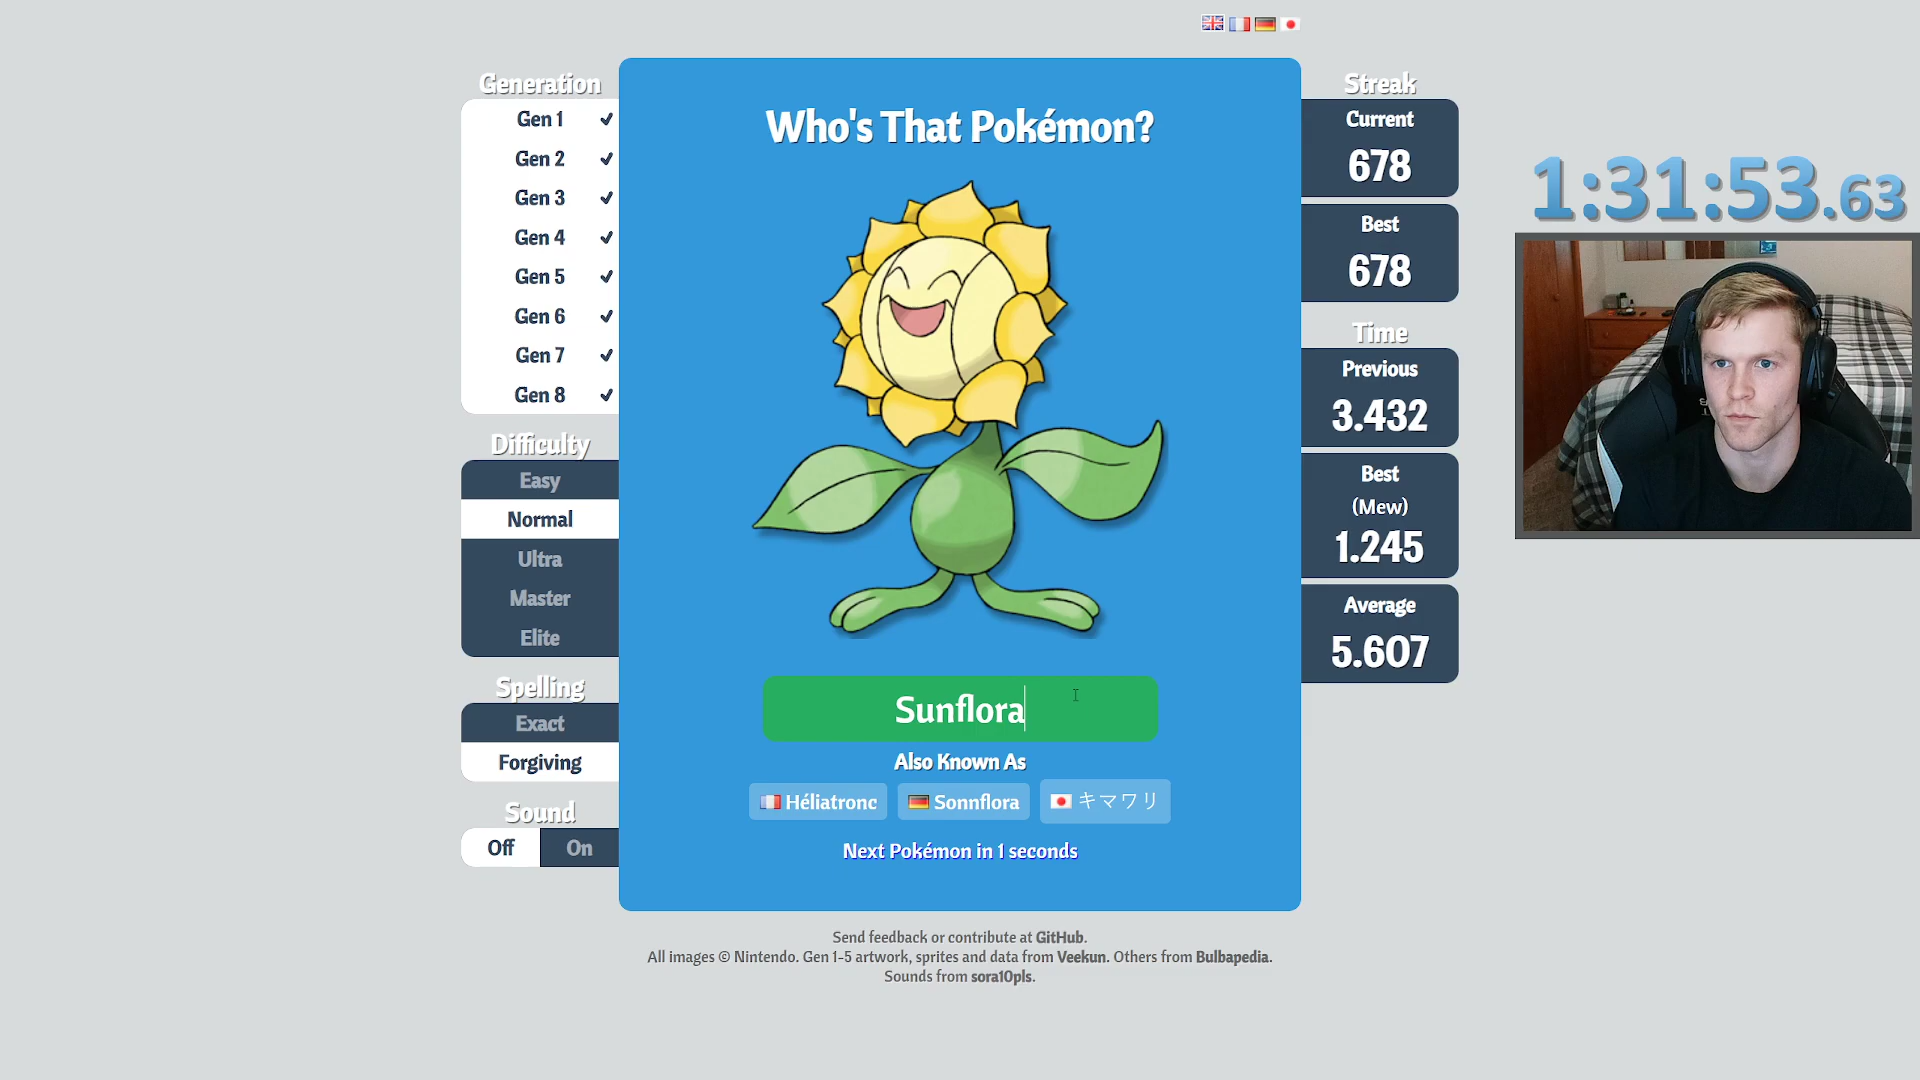 Generation
Gen 1
Gen 2
Gen 3
Gen 4
Gen 5
Gen 6
Gen 7
Gen 8
Difficulty
Easy
Normal
Ultra
Master
Elite
Spelling
Exact
Forgiving
Sound
Off On
Who's That Pokémon?
Sunflora
Also Known As
Héliatronc Sonnflora キマワリ
Next Pokémon in 1 seconds
Streak
Current
678
Best
678
Time
Previous
3.432
Best
(Mew)
1.245
Average
5.607
1:31:53.63
Send feedback or contribute at GitHub.
All images © Nintendo. Gen 1-5 artwork, sprites and data from Veekun. Others from Bulbapedia.
Sounds from sora10pls.